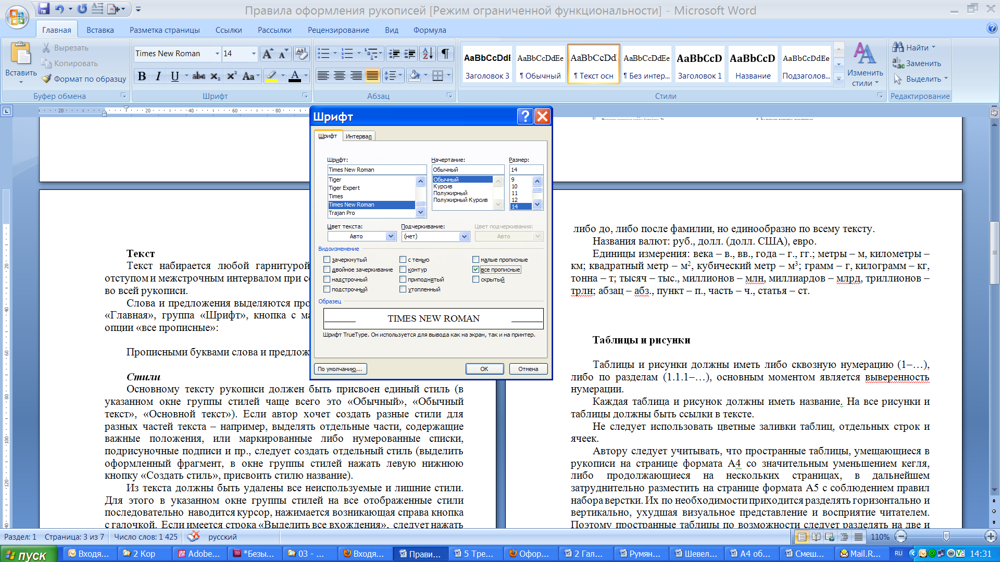 Правила оформления рукописей [Режим ограниченной функциональности] - Microsoft Word
Главная Вставка Разметка страницы Ссылки Рассылки Рецензирование Вид Формула
Вставить
Вырезать
Копировать
Формат по образцу
Буфер обмена
Times New Roman 14
Ж К Ч
Шрифт
Абзац
AaBbCcDdE AaBbCcDdEe AaBbCcDd AaBbCcDdEe AaBbCcD AaBbCcD AaBbCcDdEe
Заголовок 3 ¶ Обычный ¶ Текст осн ¶ Без интер... Заголовок 1 Название Подзаголов...
Стили
Изменить
стили
Найти
Заменить
Выделить
Редактирование
20 20 40 60 80
Шрифт
Шрифт Интервал
Шрифт: Начертание: Размер:
Times New Roman Обычный 14
Tiger
Tiger Expert
Times
Times New Roman
Trajan Pro
Обычный
Курсив
Полужирный
Полужирный Курсив
9
10
11
12
14
Цвет текста: Подчеркивание: Цвет подчеркивания:
Авто (нет) Авто
Видоизменение
зачеркнутый с тенью малые прописные
двойное зачеркивание контур все прописные
надстрочный приподнятый скрытый
подстрочный утопленный
Образец
TIMES NEW ROMAN
Шрифт TrueType. Он используется для вывода как на экран, так и на принтер.
По умолчанию... ОК Отмена
Текст
Текст набирается любой гарнитурой
отступом и межстрочным интервалом при
во всей рукописи.
Слова и предложения выделяются
«Главная», группа «Шрифт», кнопка с
опции «все прописные»:
Прописными буквами слова и
Стили
Основному тексту рукописи должен быть присвоен единый стиль (в
указанном окне группы стилей чаще всего это «Обычный», «Обычный
текст», «Основной текст»). Если автор хочет создать разные стили для
разных частей текста – например, выделять отдельные части, содержащие
важные положения, или маркированные либо нумерованные списки,
подрисуночные подписи и пр., следует создать отдельный стиль (выделить
оформленный фрагмент, в окне группы стилей нажать левую нижнюю
кнопку «Создать стиль», присвоить стилю название).
Из текста должны быть удалены все неиспользуемые и лишние стили.
Для этого в указанном окне группы стилей на все отображенные стили
последовательно наводится курсор, нажимается возникающая справа кнопка
с галочкой. Если имеется строка «Выделить все вхождения», следует нажать
либо до, либо после фамилии, но единообразно по всему тексту.
Названия валют: руб., долл. (долл. США), евро.
Единицы измерения: века – в., вв., года – г., гг.; метры – м, километры –
км; квадратный метр – м², кубический метр – м³; грамм – г, килограмм – кг,
тонна – т; тысяч – тыс., миллионов – млн, миллиардов – млрд, триллионов –
трлн; абзац – абз., пункт – п., часть – ч., статья – ст.
Таблицы и рисунки
Таблицы и рисунки должны иметь либо сквозную нумерацию (1–…),
либо по разделам (1.1.1–…), основным моментом является выверенность
нумерации.
Каждая таблица и рисунок должны иметь название. На все рисунки и
таблицы должны быть ссылки в тексте.
Не следует использовать цветные заливки таблиц, отдельных строк и
ячеек.
Автору следует учитывать, что пространные таблицы, умещающиеся в
рукописи на странице формата А4 со значительным уменьшением кегля,
либо продолжающиеся на нескольких страницах, в дальнейшем
затруднительно разместить на странице формата А5 с соблюдением правил
набора верстки. Их по необходимости приходится разделять горизонтально и
вертикально, ухудшая визуальное представление и восприятие читателем.
Поэтому пространные таблицы по возможности следует разделять на две и
Раздел: 1 Страница: 3 из 7 Число слов: 1 425 русский 110%
пуск Входя... 2 Кор Adobe... *Безы... 03 - ... Входя... Прави... 5 Тре... Офор... 2 Гал... Румян... Шевел... А4 об... Смеш... Mail.R... RU 14:31